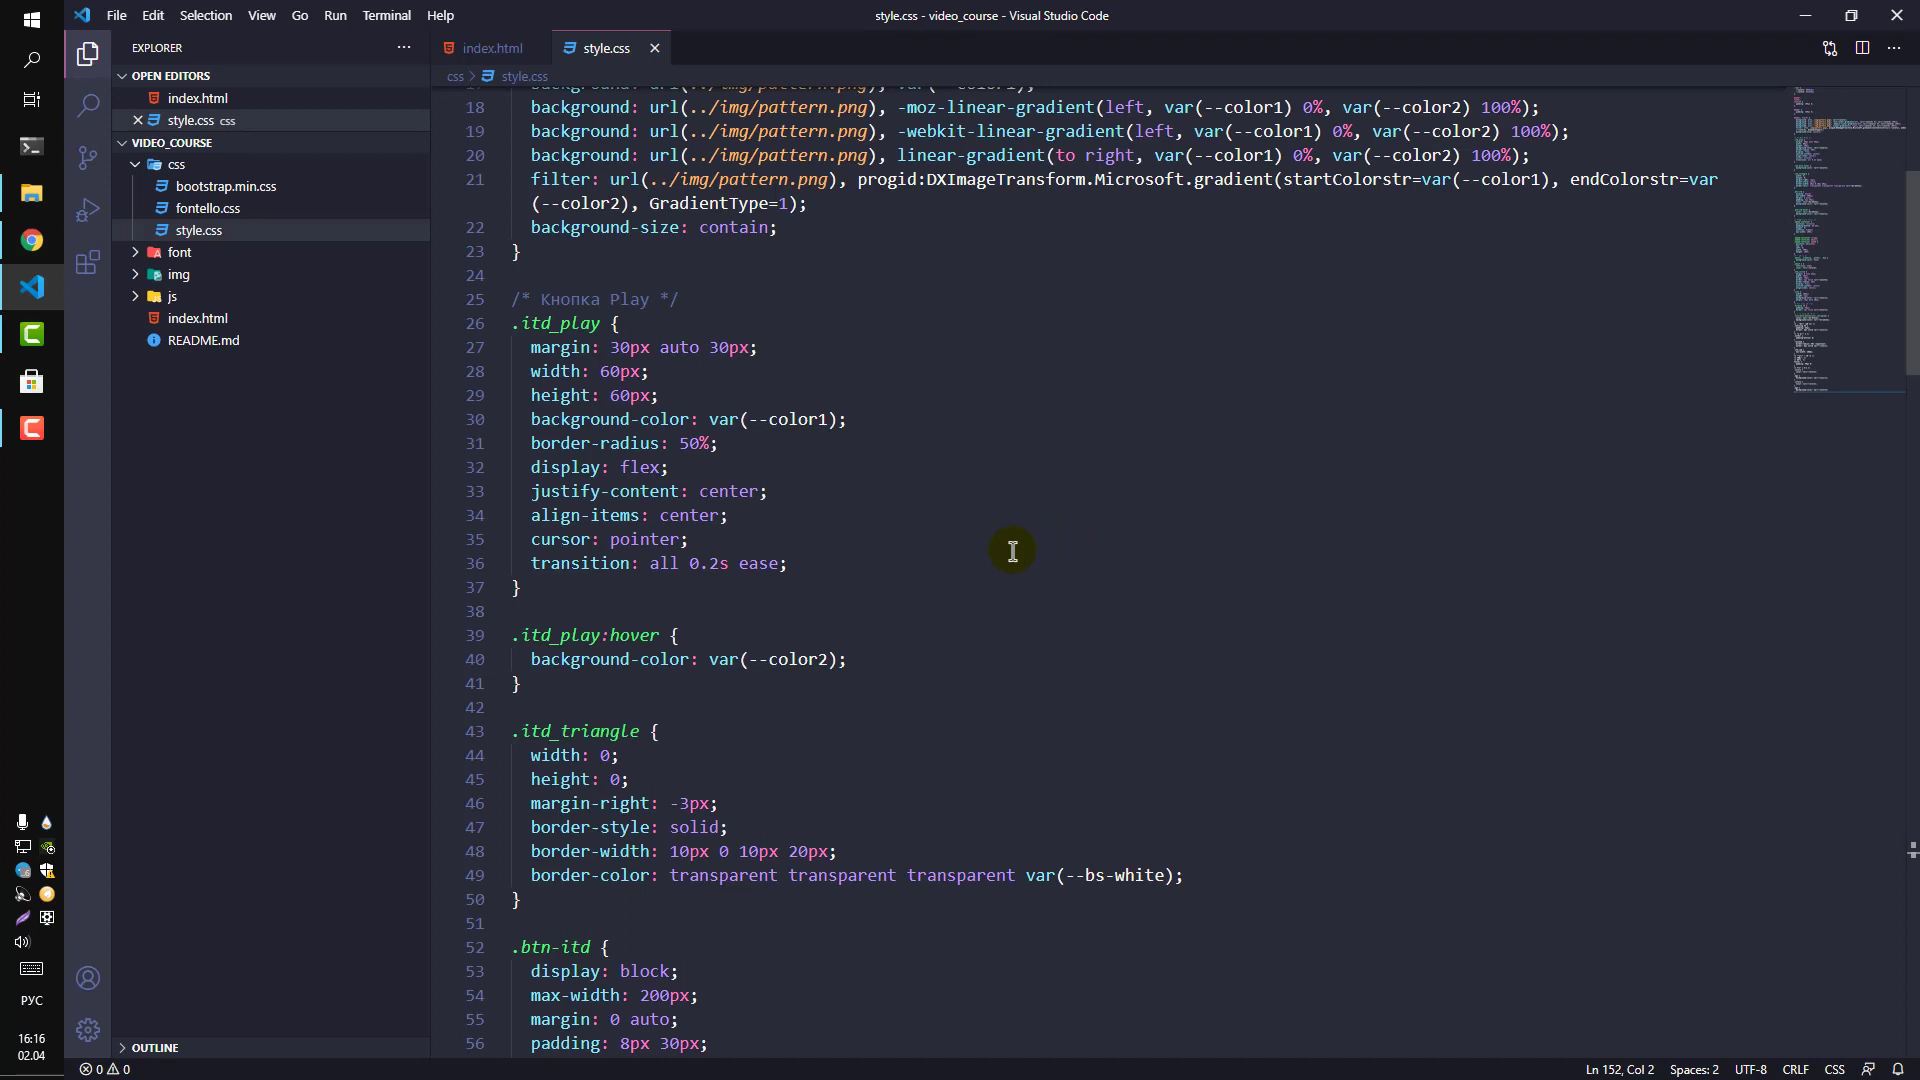 File Edit Selection View Go Run Terminal Help
style.css - video_course - Visual Studio Code
EXPLORER
OPEN EDITORS
index.html
style.css css
VIDEO_COURSE
css
bootstrap.min.css
fontello.css
style.css
font
img
js
index.html
README.md
OUTLINE
index.html
style.css
css > style.css
18 background: url(../img/pattern.png), -moz-linear-gradient(left, var(--color1) 0%, var(--color2) 100%);
19 background: url(../img/pattern.png), -webkit-linear-gradient(left, var(--color1) 0%, var(--color2) 100%);
20 background: url(../img/pattern.png), linear-gradient(to right, var(--color1) 0%, var(--color2) 100%);
21 filter: url(../img/pattern.png), progid:DXImageTransform.Microsoft.gradient(startColorstr=var(--color1), endColorstr=var
(--color2), GradientType=1);
22 background-size: contain;
23 }
24
25 /* Кнопка Play */
26 .itd_play {
27 margin: 30px auto 30px;
28 width: 60px;
29 height: 60px;
30 background-color: var(--color1);
31 border-radius: 50%;
32 display: flex;
33 justify-content: center;
34 align-items: center;
35 cursor: pointer;
36 transition: all 0.2s ease;
37 }
38
39 .itd_play:hover {
40 background-color: var(--color2);
41 }
42
43 .itd_triangle {
44 width: 0;
45 height: 0;
46 margin-right: -3px;
47 border-style: solid;
48 border-width: 10px 0 10px 20px;
49 border-color: transparent transparent transparent var(--bs-white);
50 }
51
52 .btn-itd {
53 display: block;
54 max-width: 200px;
55 margin: 0 auto;
56 padding: 8px 30px;
РУС
16:16
02.04
0 0
Ln 152, Col 2 Spaces: 2 UTF-8 CRLF CSS